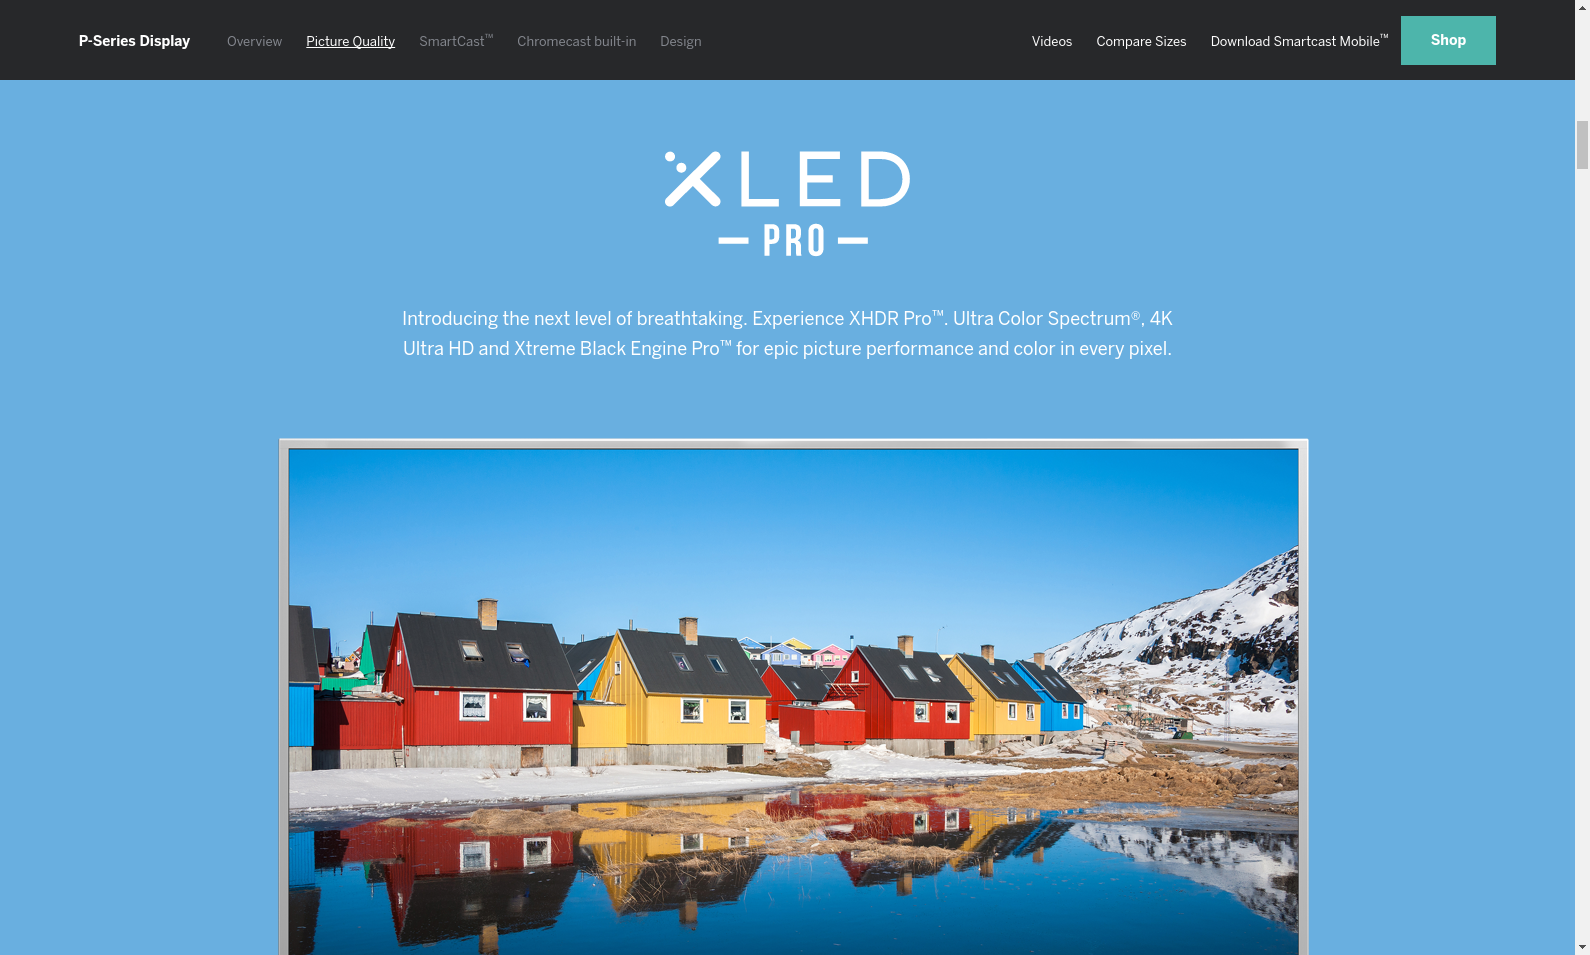 P-Series Display Overview Picture Quality SmartCast™ Chromecast built-in Design Videos Compare Sizes Download Smartcast Mobile™ Shop
XLED
PRO
Introducing the next level of breathtaking. Experience XHDR Pro™. Ultra Color Spectrum®, 4K
Ultra HD and Xtreme Black Engine Pro™ for epic picture performance and color in every pixel.